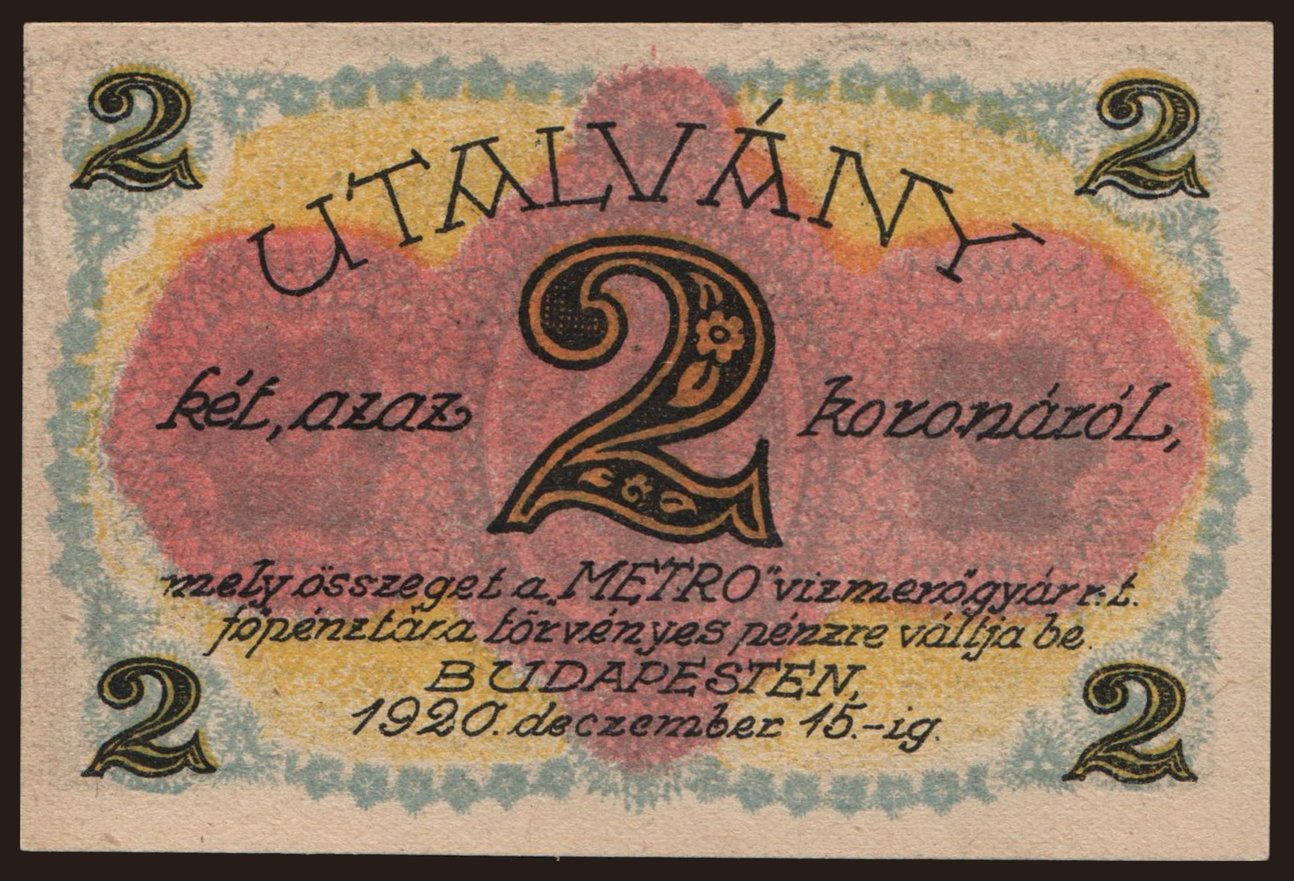 2 2
UTALVÁNY
két, azaz 2 koronáról,
mely összeget a „METRO" vizmerőgyár r.t.
főpénztára törvényes pénzre váltja be.
BUDAPESTEN,
1920. deczember 15.-ig.
2 2